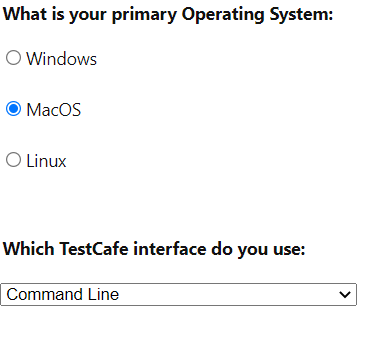 What is your primary Operating System:
Windows
MacOS
Linux
Which TestCafe interface do you use:
Command Line